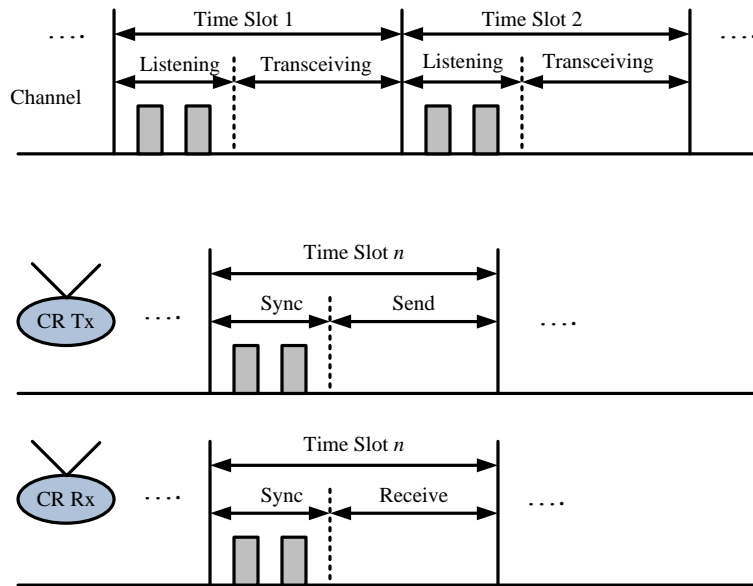 .... Time Slot 1 Time Slot 2 ....
Listening Transceiving Listening Transceiving
Channel
Time Slot n
Sync Send
CR Tx .... ....
Time Slot n
Sync Receive
CR Rx .... ....